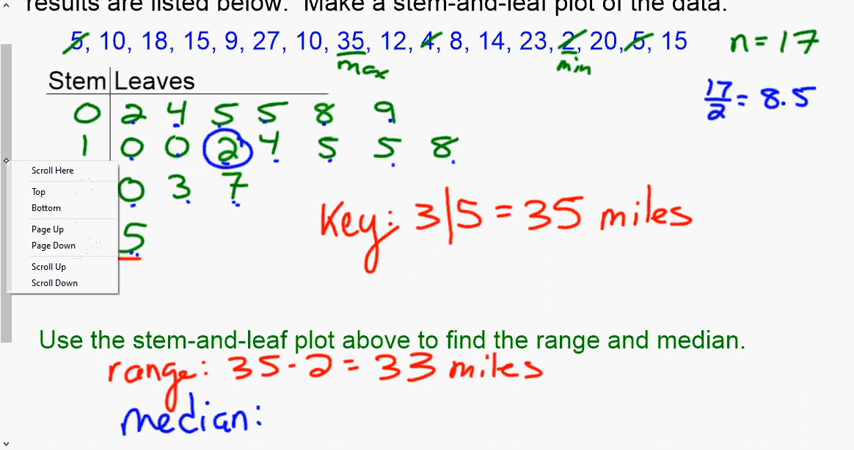 results are listed below. Make a stem-and-leaf plot of the data.
5, 10, 18, 15, 9, 27, 10, 35, 12, 4, 8, 14, 23, 2, 20, 5, 15 n = 17
max min
17/2 = 8.5
Stem Leaves
0 2 4 5 5 8 9
1 0 0 2 4 5 5 8
0 3 7
5
Key: 3|5 = 35 miles
Scroll Here
Top
Bottom
Page Up
Page Down
Scroll Up
Scroll Down
Use the stem-and-leaf plot above to find the range and median.
range: 35 - 2 = 33 miles
median: